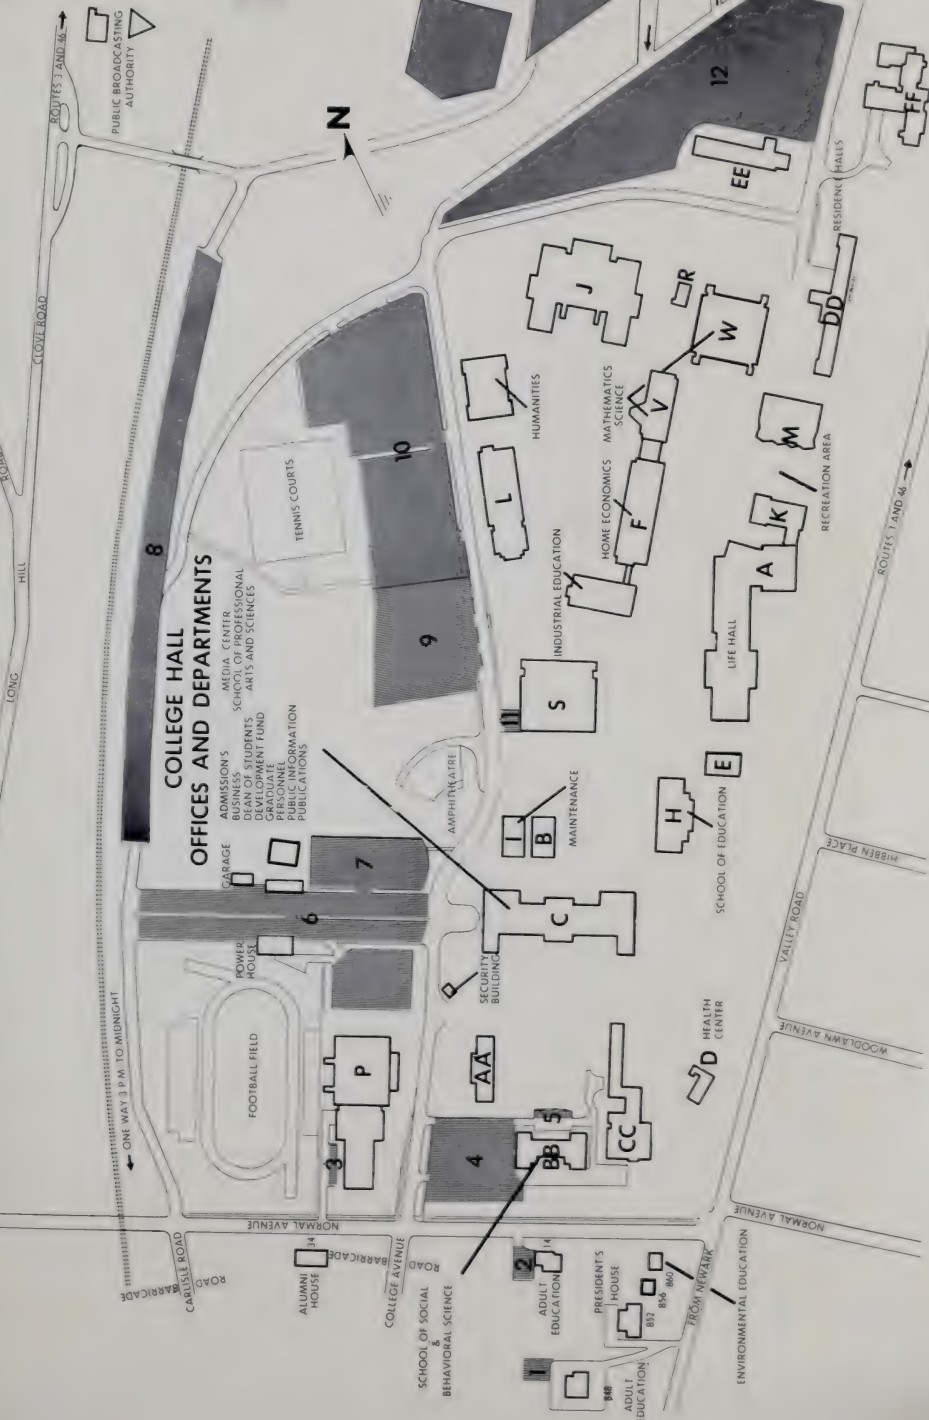 ROUTES 3 AND 46
PUBLIC BROADCASTING
AUTHORITY
CLOVE ROAD
LONG
HILL
N
12
8
COLLEGE HALL
OFFICES AND DEPARTMENTS
ADMISSION'S
BUSINESS
DEAN OF STUDENTS
DEVELOPMENT FUND
GRADUATE
PERSONNEL
PUBLIC INFORMATION
PUBLICATIONS
MEDIA CENTER
SCHOOL OF PROFESSIONAL
ARTS AND SCIENCES
TENNIS COURTS
10
9
GARAGE
7
6
POWER
HOUSE
AMPHITHEATRE
ONE WAY 3 P.M. TO MIDNIGHT
FOOTBALL FIELD
P
3
SECURITY
BUILDING
C
I
B
MAINTENANCE
11
S
INDUSTRIAL EDUCATION
HOME ECONOMICS
F
MATHEMATICS
SCIENCE
V
W
R
J
L
HUMANITIES
EE
FF
RESIDENCE HALLS
DD
M
RECREATION AREA
K
A
LIFE HALL
E
H
SCHOOL OF EDUCATION
ROUTES 3 AND 46
HIBBEN PLACE
VALLEY ROAD
WOODLAWN AVENUE
D
HEALTH
CENTER
AA
4
5
BB
CC
NORMAL AVENUE
NORMAL AVENUE
CARLISLE ROAD
ROAD
BARRICADE
ALUMNI
HOUSE
34
ROAD
BARRICADE
COLLEGE AVENUE
SCHOOL OF SOCIAL
&
BEHAVIORAL SCIENCE
2
14
ADULT
EDUCATION
PRESIDENT'S
HOUSE
852
856
860
FROM NEWARK
ENVIRONMENTAL EDUCATION
1
848
ADULT
EDUCATION